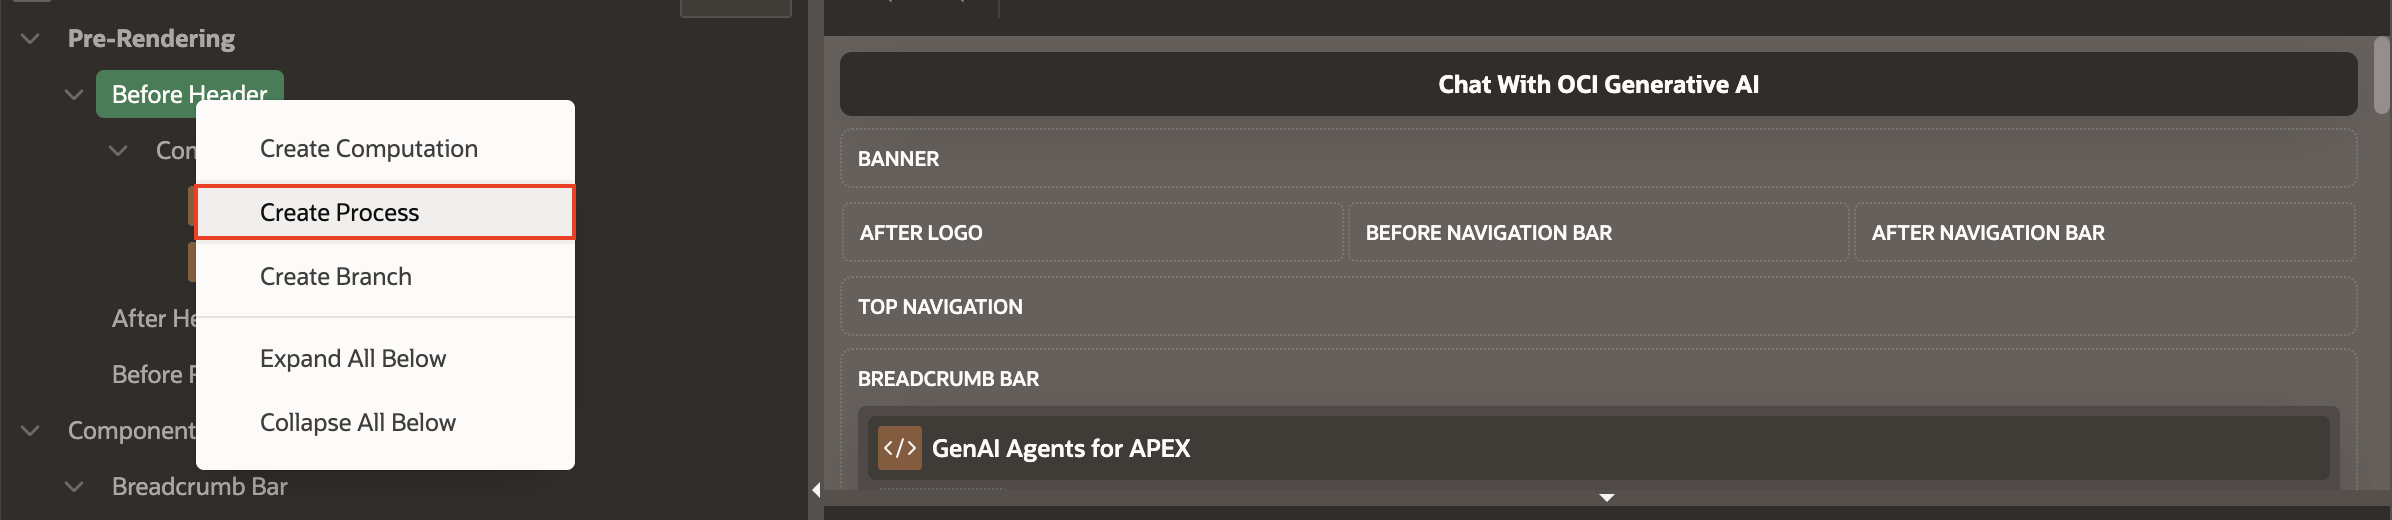 Pre-Rendering
Before Header
Create Computation
Create Process
Create Branch
After
Before
Expand All Below
Collapse All Below
Component
Breadcrumb Bar
Chat With OCI Generative AI
BANNER
AFTER LOGO
BEFORE NAVIGATION BAR
AFTER NAVIGATION BAR
TOP NAVIGATION
BREADCRUMB BAR
</> GenAI Agents for APEX